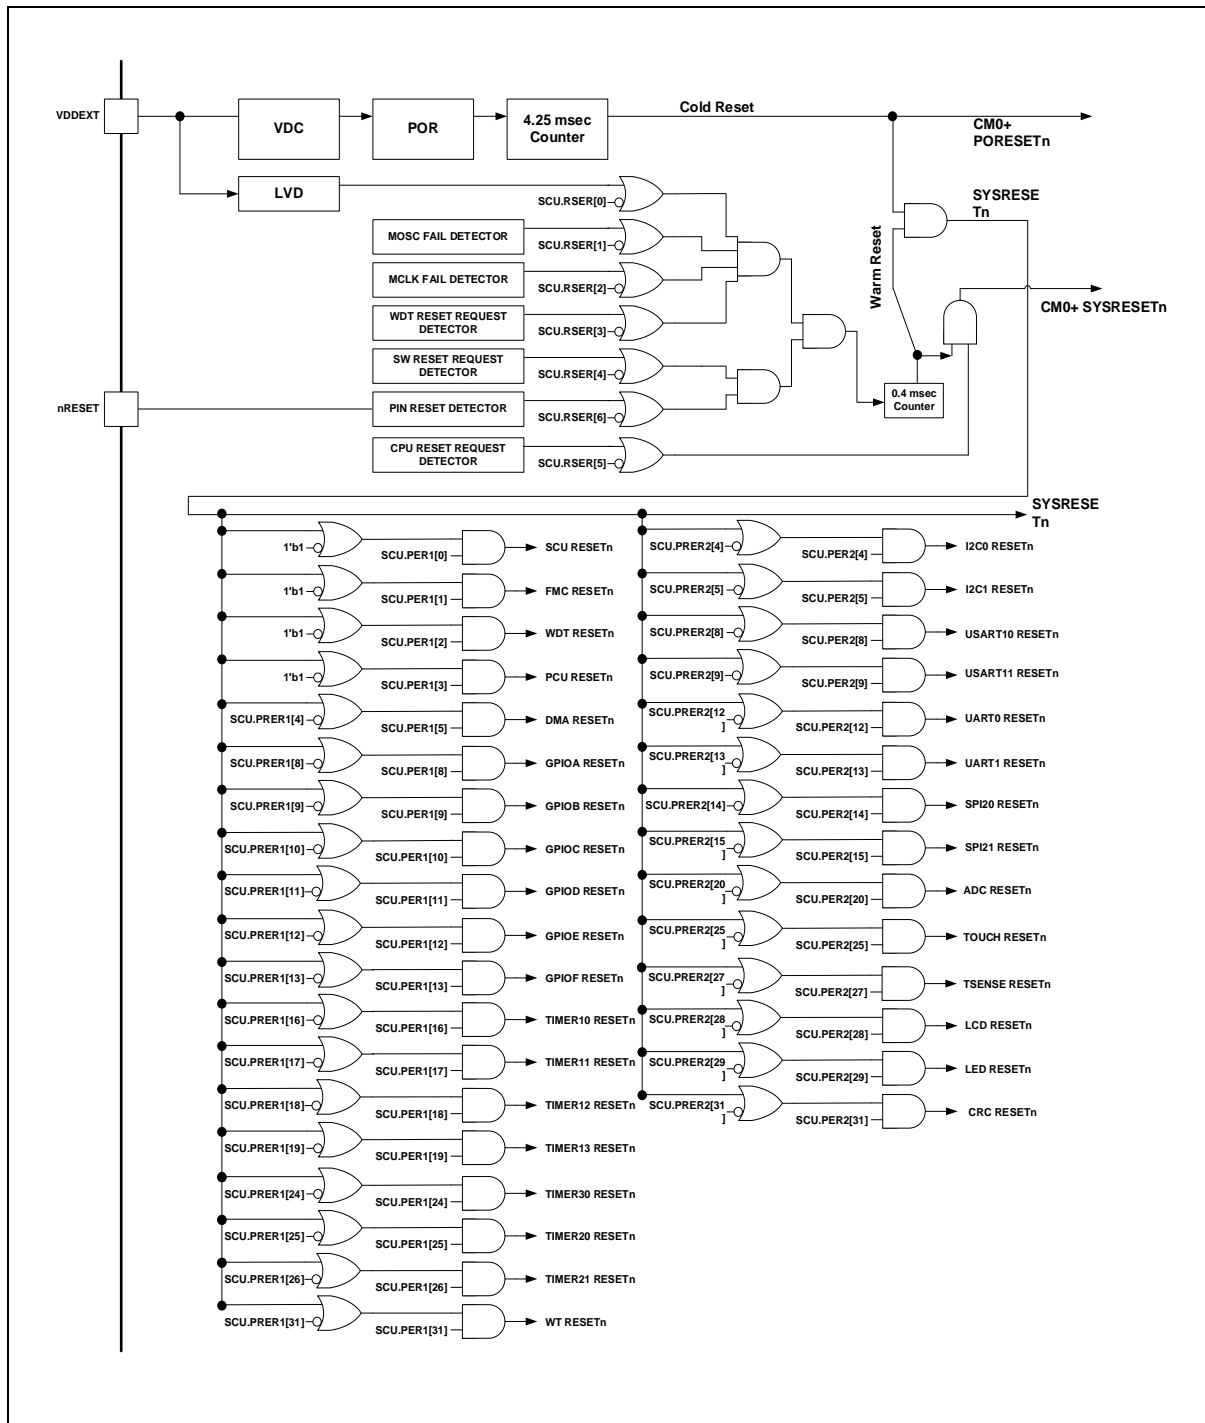 VDDEXT
VDC
POR
4.25 msec
Counter
Cold Reset
CM0+
PORESETn
LVD
SCU.RSER[0]
SYSRESE
Tn
MOSC FAIL DETECTOR
SCU.RSER[1]
MCLK FAIL DETECTOR
SCU.RSER[2]
Warm Reset
CM0+ SYSRESETn
WDT RESET REQUEST
DETECTOR
SCU.RSER[3]
SW RESET REQUEST
DETECTOR
SCU.RSER[4]
nRESET
PIN RESET DETECTOR
SCU.RSER[6]
0.4 msec
Counter
CPU RESET REQUEST
DETECTOR
SCU.RSER[5]
SYSRESE
Tn
1'b1
SCU.PER1[0]
SCU RESETn
1'b1
SCU.PER1[1]
FMC RESETn
1'b1
SCU.PER1[2]
WDT RESETn
1'b1
SCU.PER1[3]
PCU RESETn
SCU.PRER1[4]
SCU.PER1[5]
DMA RESETn
SCU.PRER1[8]
SCU.PER1[8]
GPIOA RESETn
SCU.PRER1[9]
SCU.PER1[9]
GPIOB RESETn
SCU.PRER1[10]
SCU.PER1[10]
GPIOC RESETn
SCU.PRER1[11]
SCU.PER1[11]
GPIOD RESETn
SCU.PRER1[12]
SCU.PER1[12]
GPIOE RESETn
SCU.PRER1[13]
SCU.PER1[13]
GPIOF RESETn
SCU.PRER1[16]
SCU.PER1[16]
TIMER10 RESETn
SCU.PRER1[17]
SCU.PER1[17]
TIMER11 RESETn
SCU.PRER1[18]
SCU.PER1[18]
TIMER12 RESETn
SCU.PRER1[19]
SCU.PER1[19]
TIMER13 RESETn
SCU.PRER1[24]
SCU.PER1[24]
TIMER30 RESETn
SCU.PRER1[25]
SCU.PER1[25]
TIMER20 RESETn
SCU.PRER1[26]
SCU.PER1[26]
TIMER21 RESETn
SCU.PRER1[31]
SCU.PER1[31]
WT RESETn
SCU.PRER2[4]
SCU.PER2[4]
I2C0 RESETn
SCU.PRER2[5]
SCU.PER2[5]
I2C1 RESETn
SCU.PRER2[8]
SCU.PER2[8]
USART10 RESETn
SCU.PRER2[9]
SCU.PER2[9]
USART11 RESETn
SCU.PRER2[12
]
SCU.PER2[12]
UART0 RESETn
SCU.PRER2[13
]
SCU.PER2[13]
UART1 RESETn
SCU.PRER2[14]
SCU.PER2[14]
SPI20 RESETn
SCU.PRER2[15
]
SCU.PER2[15]
SPI21 RESETn
SCU.PRER2[20
]
SCU.PER2[20]
ADC RESETn
SCU.PRER2[25
]
SCU.PER2[25]
TOUCH RESETn
SCU.PRER2[27
]
SCU.PER2[27]
TSENSE RESETn
SCU.PRER2[28
]
SCU.PER2[28]
LCD RESETn
SCU.PRER2[29
]
SCU.PER2[29]
LED RESETn
SCU.PRER2[31
]
SCU.PER2[31]
CRC RESETn